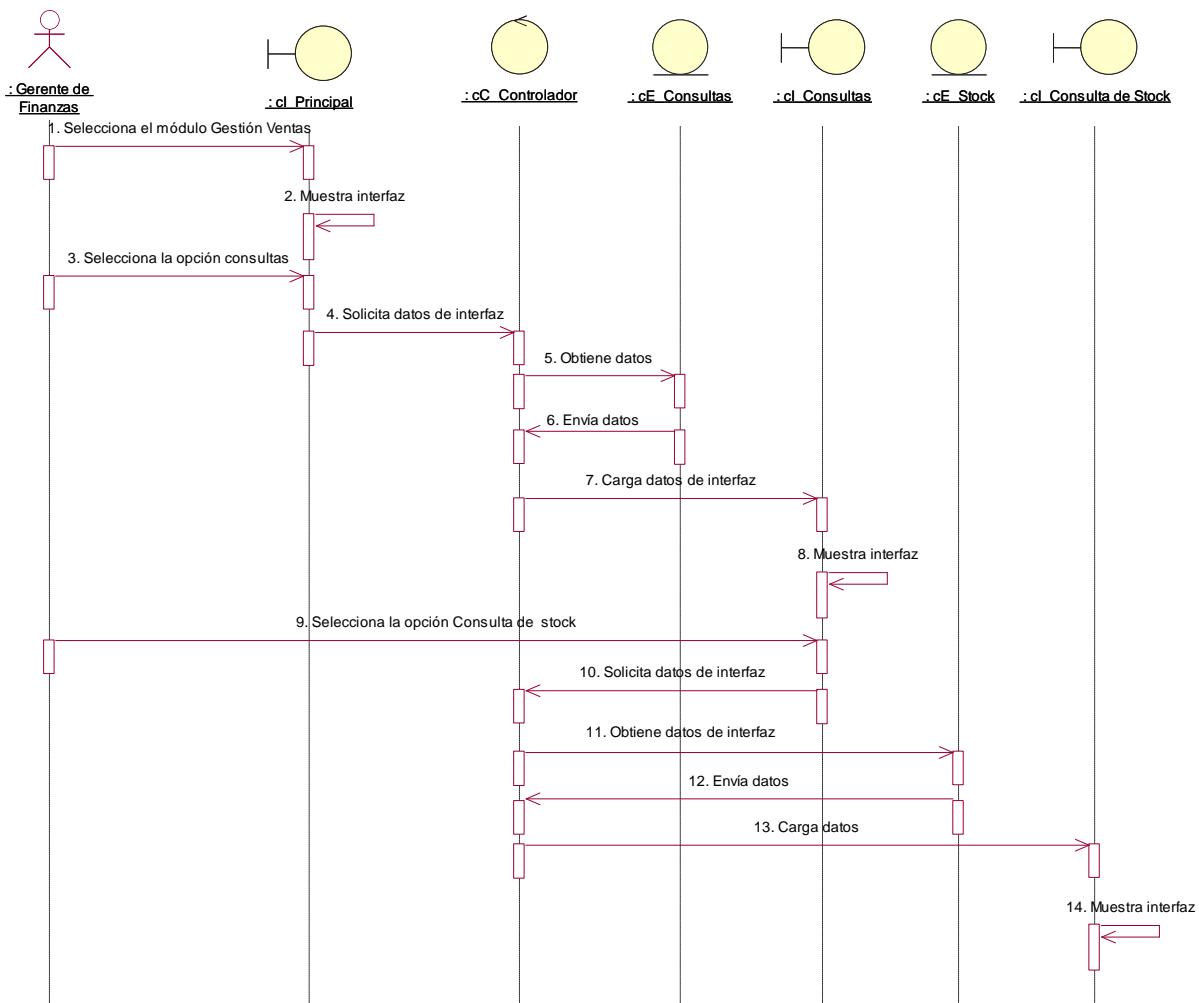 : Gerente de
Finanzas
: cI_Principal
: cC_Controlador
: cE_Consultas
: cI_Consultas
: cE_Stock
: cI_Consulta de Stock
1. Selecciona el módulo Gestión Ventas
2. Muestra interfaz
3. Selecciona la opción consultas
4. Solicita datos de interfaz
5. Obtiene datos
6. Envía datos
7. Carga datos de interfaz
8. Muestra interfaz
9. Selecciona la opción Consulta de stock
10. Solicita datos de interfaz
11. Obtiene datos de interfaz
12. Envía datos
13. Carga datos
14. Muestra interfaz